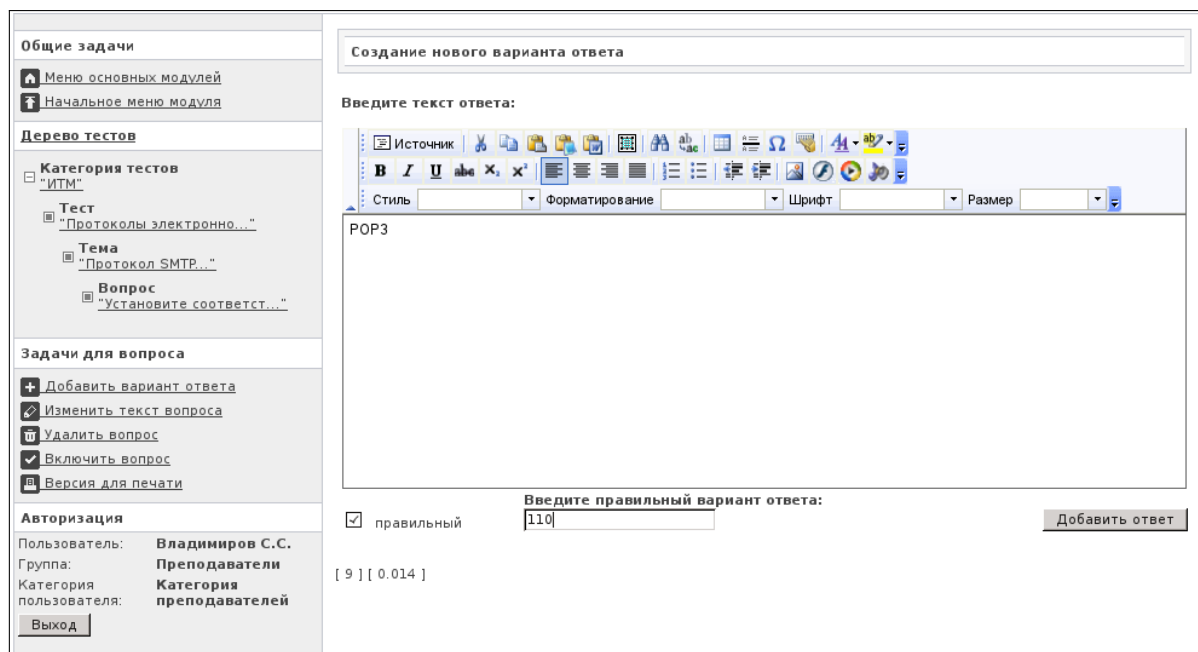 Общие задачи
Меню основных модулей
Начальное меню модуля
Дерево тестов
Категория тестов
"ИТМ"
Тест
"Протоколы электронно..."
Тема
"Протокол SMTP..."
Вопрос
"Установите соответст..."
Задачи для вопроса
Добавить вариант ответа
Изменить текст вопроса
Удалить вопрос
Включить вопрос
Версия для печати
Авторизация
Пользователь: Владимиров С.С.
Группа: Преподаватели
Категория пользователя: Категория преподавателей
Выход
Создание нового варианта ответа
Введите текст ответа:
Источник
Стиль Форматирование Шрифт Размер
POP3
Введите правильный вариант ответа:
правильный 110 Добавить ответ
[ 9 ] [ 0.014 ]